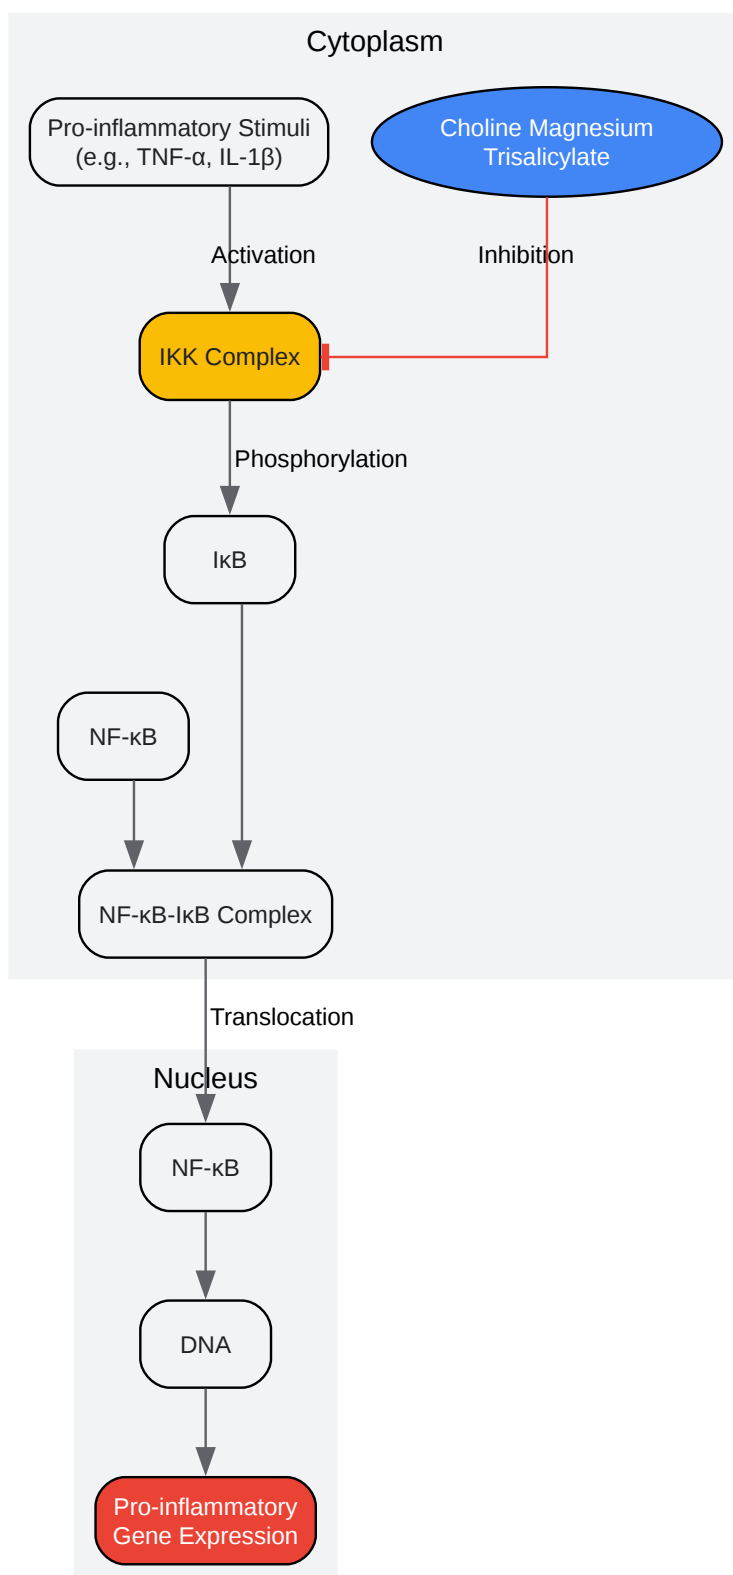 Cytoplasm
Pro-inflammatory Stimuli
(e.g., TNF-α, IL-1β)
Choline Magnesium
Trisalicylate
Activation
Inhibition
IKK Complex
Phosphorylation
IκB
NF-κB
NF-κB-IκB Complex
Translocation
Nucleus
NF-κB
DNA
Pro-inflammatory
Gene Expression